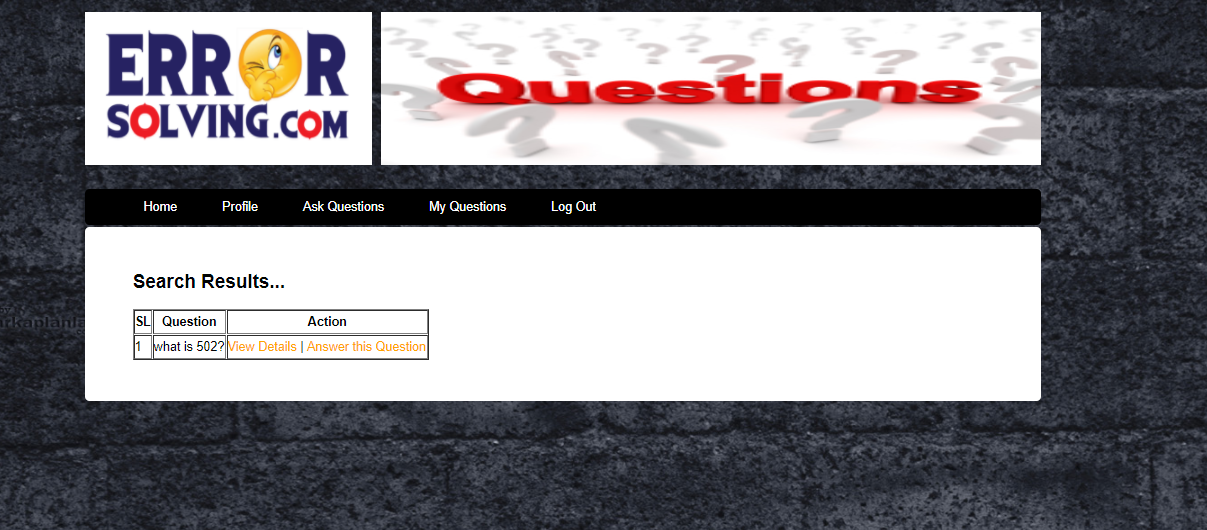 ERROR
SOLVING.COM
Questions
Home Profile Ask Questions My Questions Log Out
Search Results...
SL Question Action
1 what is 502? View Details | Answer this Question